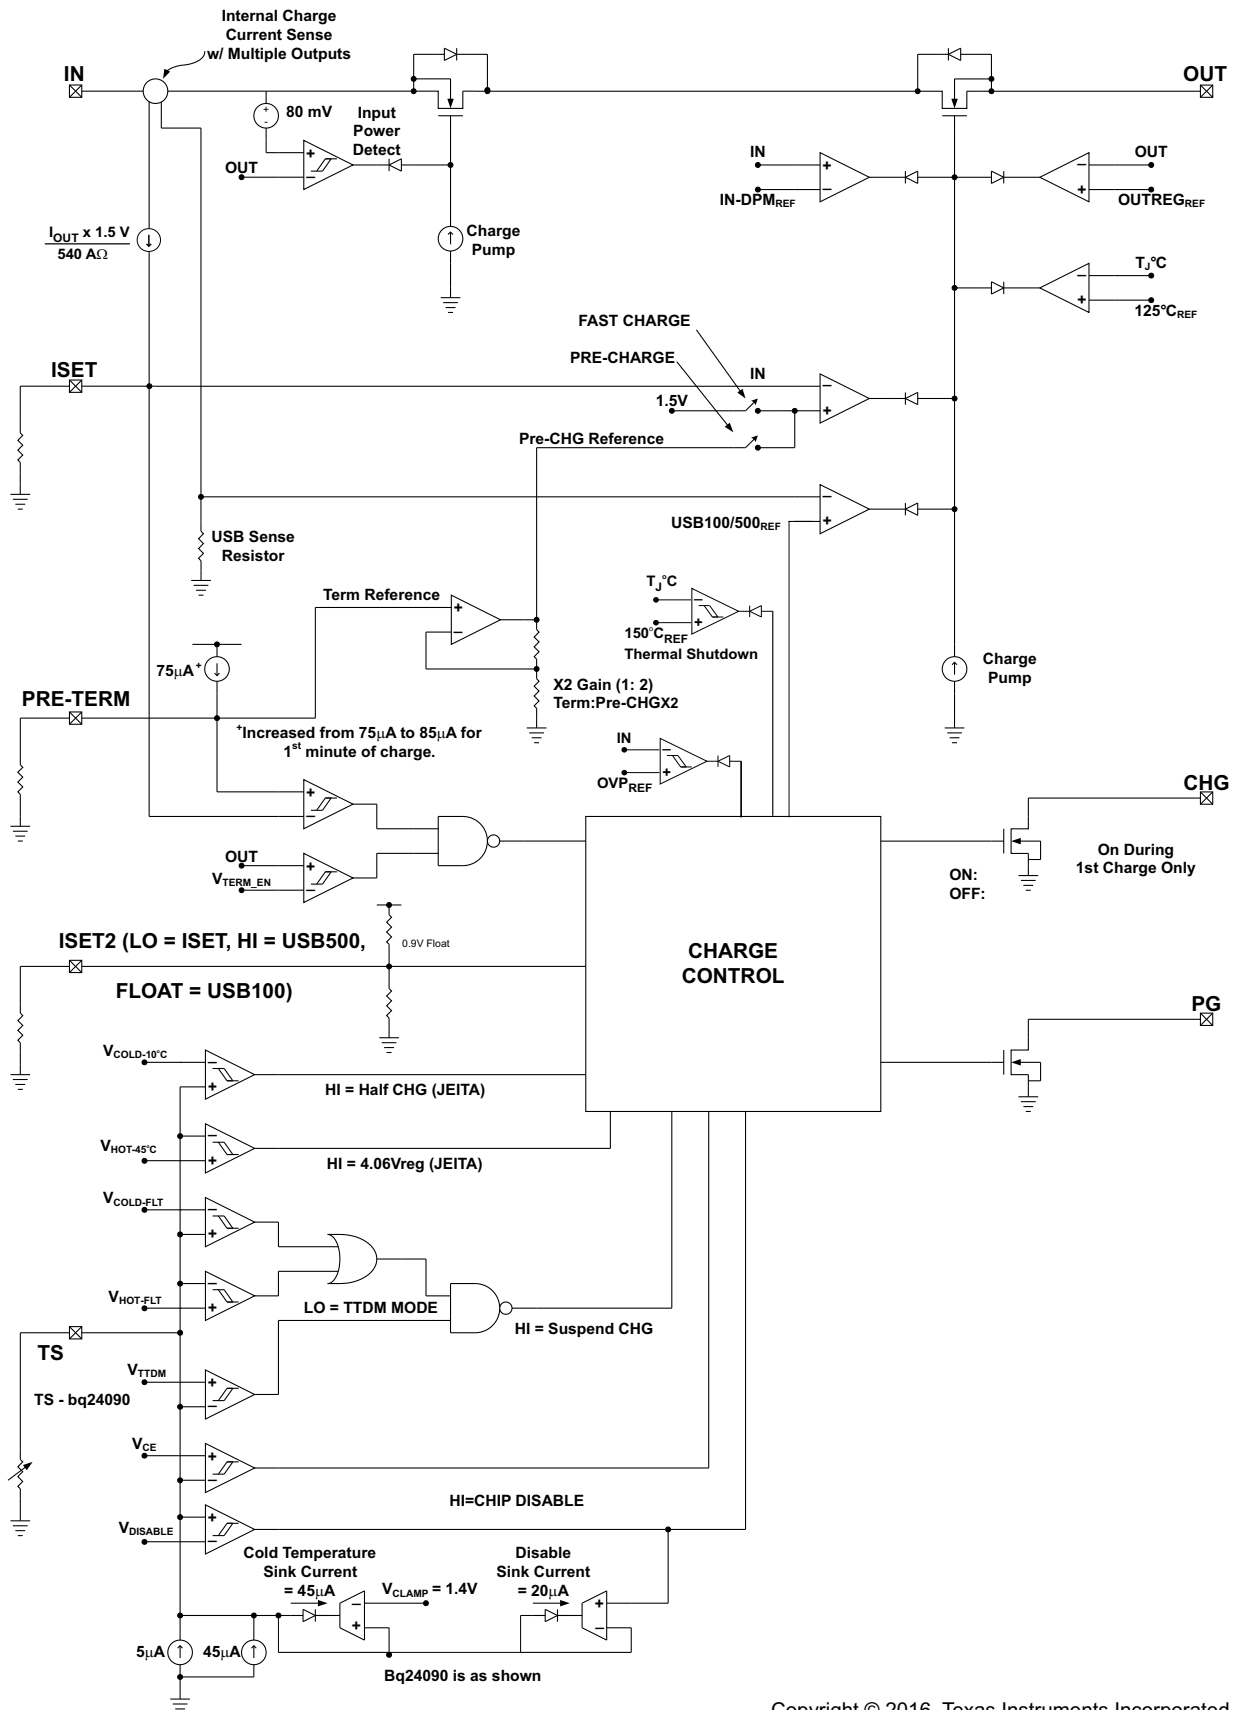 Internal Charge
Current Sense
w/ Multiple Outputs
IN
OUT
+
-
80 mV
Input
Power
Detect
OUT
+
−
IN
IN-DPMREF
+
−
OUT
OUTREGREF
−
+
IOUT x 1.5 V
540 AΩ
Charge
Pump
TJ°C
125°CREF
−
+
FAST CHARGE
PRE-CHARGE
ISET
IN
1.5V
−
+
Pre-CHG Reference
USB100/500REF
−
+
USB Sense
Resistor
Term Reference
+
−
TJ°C
150°CREF
−
+
Thermal Shutdown
75μA+
Charge
Pump
X2 Gain (1: 2)
Term:Pre-CHGX2
PRE-TERM
+Increased from 75μA to 85μA for
1st minute of charge.
IN
OVPREF
−
+
CHG
+
−
On During
1st Charge Only
ON:
OFF:
OUT
VTERM_EN
+
−
ISET2 (LO = ISET, HI = USB500,
0.9V Float
FLOAT = USB100)
CHARGE
CONTROL
PG
VCOLD-10°C
−
+
HI = Half CHG (JEITA)
VHOT-45°C
−
+
HI = 4.06Vreg (JEITA)
VCOLD-FLT
−
+
VHOT-FLT
−
+
LO = TTDM MODE
HI = Suspend CHG
TS
VTTDM
+
−
TS - bq24090
VCE
+
−
HI=CHIP DISABLE
VDISABLE
+
−
Cold Temperature
Sink Current
= 45μA
VCLAMP = 1.4V
−
+
Disable
Sink Current
= 20μA
+
−
5μA
45μA
Bq24090 is as shown
Copyright © 2016, Texas Instruments Incorporated